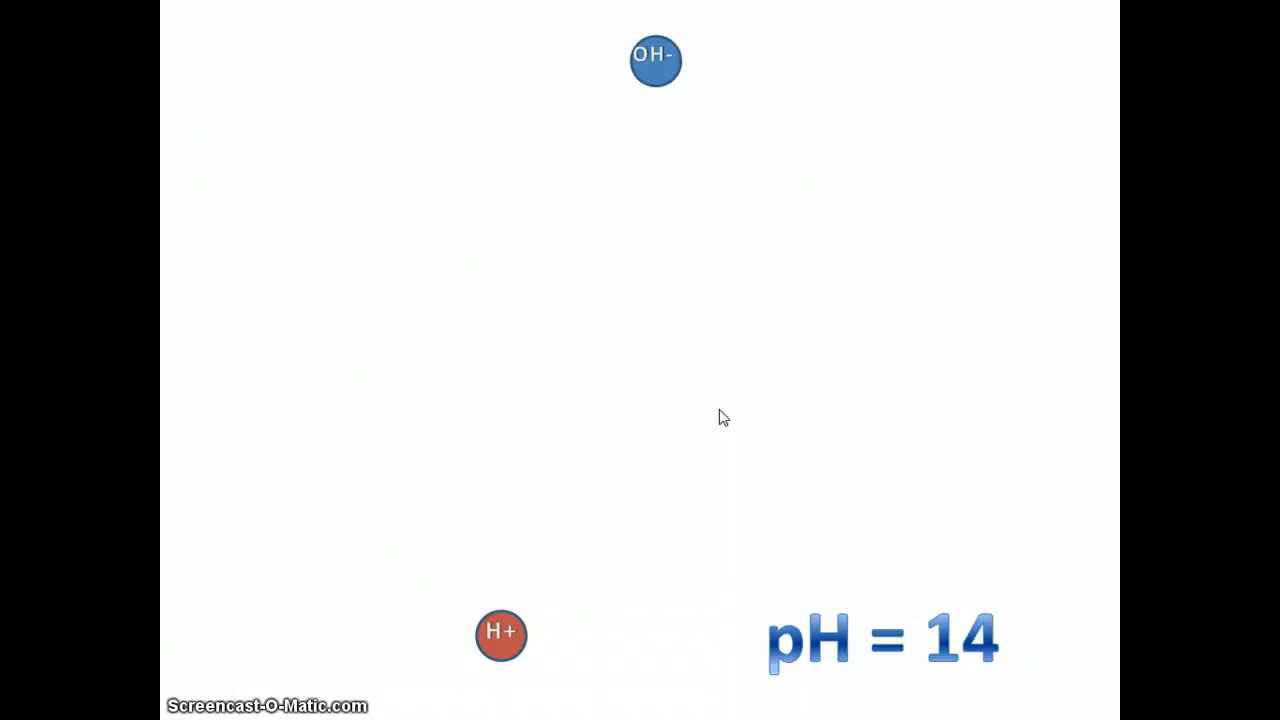 OH-
H+
pH = 14
Screencast-O-Matic.com